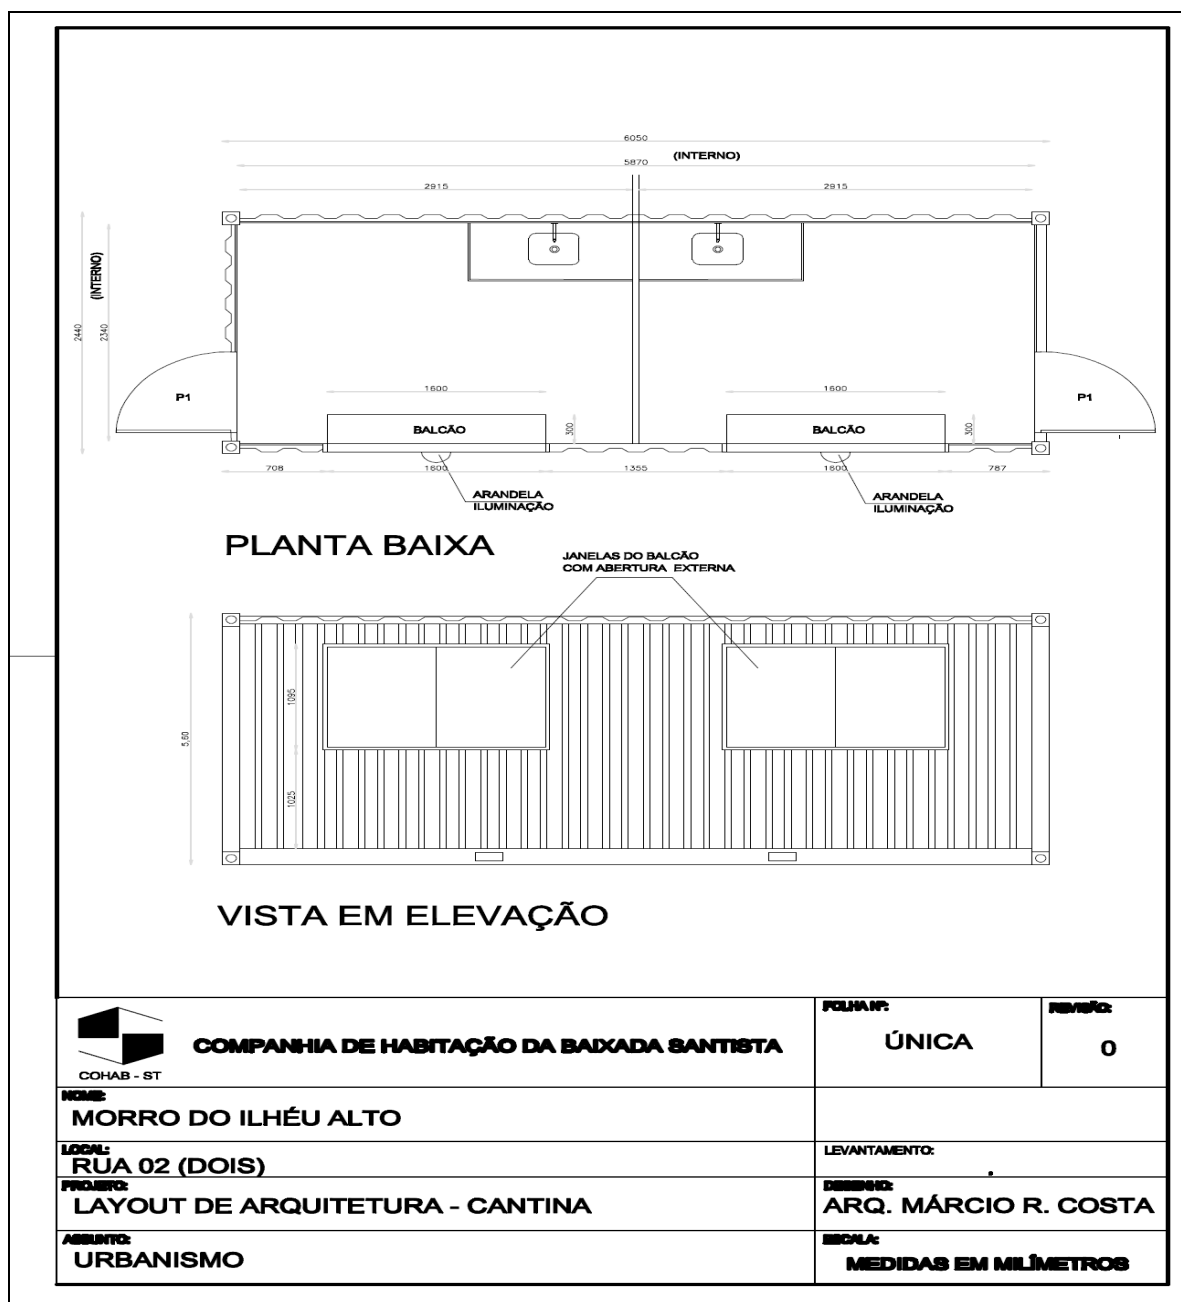 6050
(INTERNO)
5870
2915
2915
(INTERNO)
2440
2340
P1
P1
1600
1600
BALCÃO
300
BALCÃO
300
708
1600
1355
1600
787
ARANDELA
ILUMINAÇÃO
ARANDELA
ILUMINAÇÃO
PLANTA BAIXA
JANELAS DO BALCÃO
COM ABERTURA EXTERNA
1095
5,60
1025
VISTA EM ELEVAÇÃO
COHAB - ST
COMPANHIA DE HABITAÇÃO DA BAIXADA SANTISTA
FOLHA Nº:
ÚNICA
REVISÃO:
0
NOME:
MORRO DO ILHÉU ALTO
LOCAL:
RUA 02 (DOIS)
LEVANTAMENTO:
PROJETO:
LAYOUT DE ARQUITETURA - CANTINA
DESENHO:
ARQ. MÁRCIO R. COSTA
ASSUNTO:
URBANISMO
ESCALA:
MEDIDAS EM MILÍMETROS